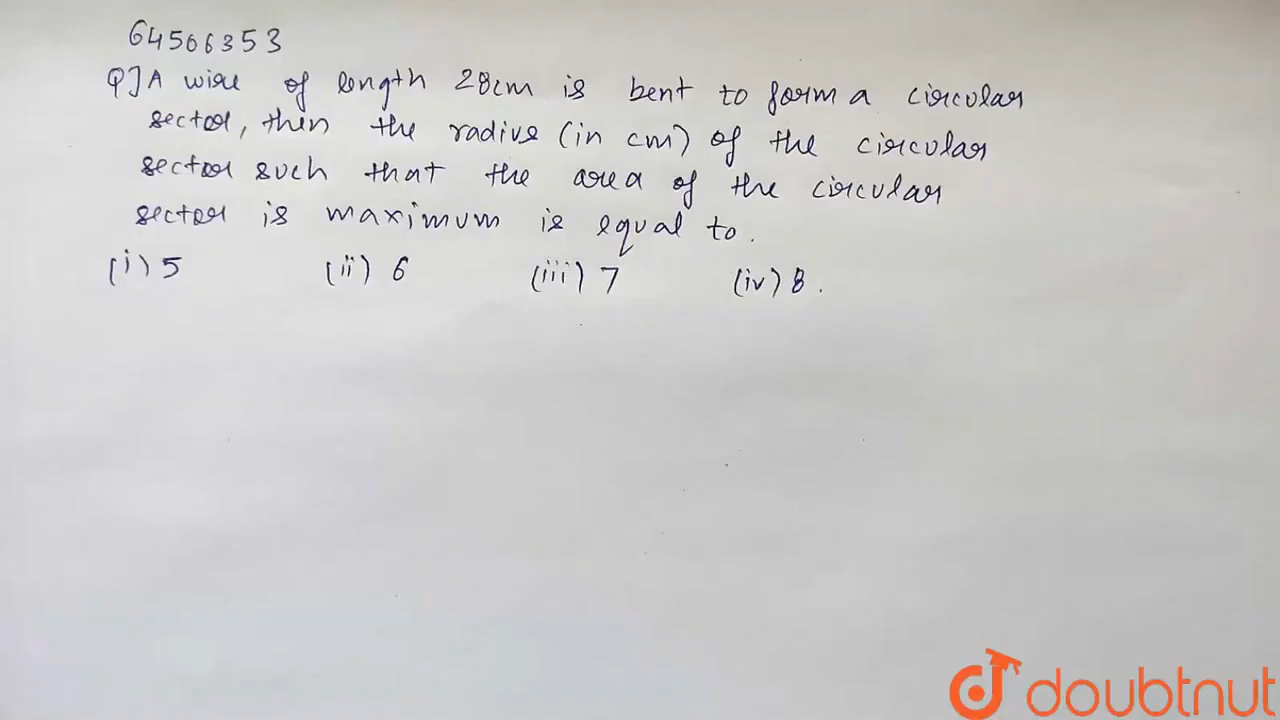 64506353
Q] A wire of length 28cm is bent to form a circular
sector, then the radius (in cm) of the circular
sector such that the area of the circular
sector is maximum is equal to.
(i) 5 (ii) 6 (iii) 7 (iv) 8.
doubtnut